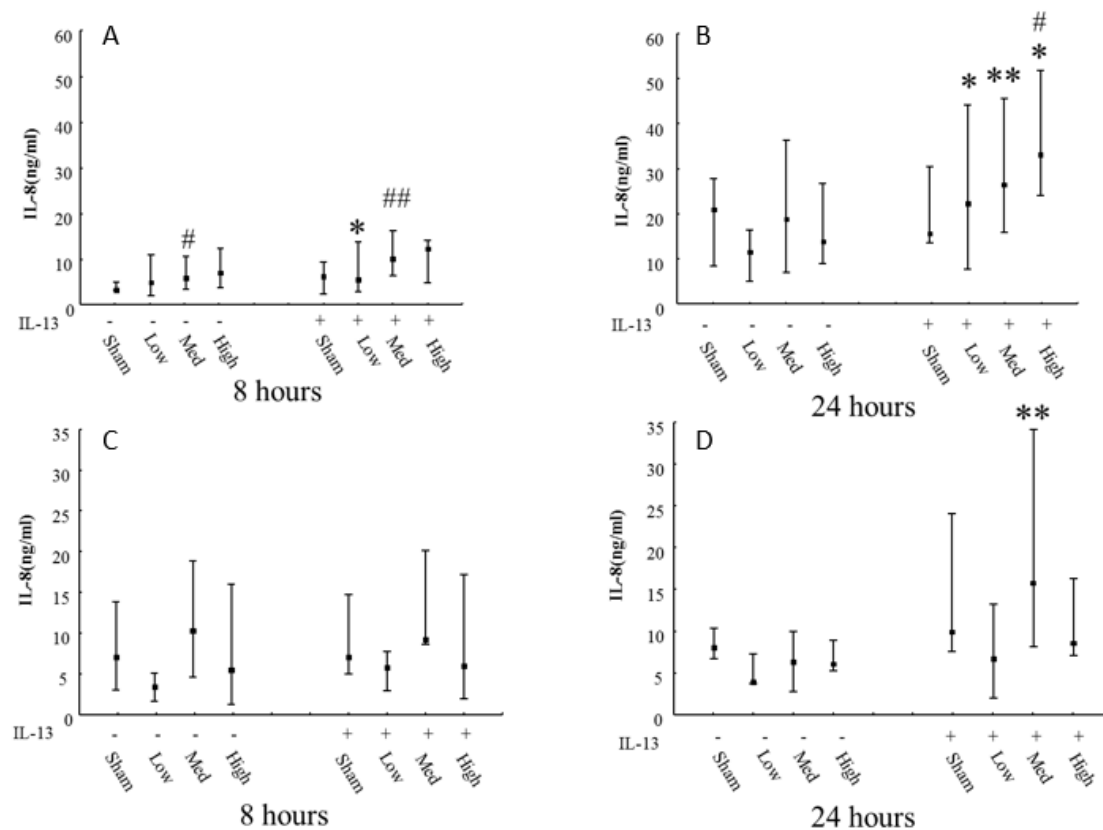 A
60
50
40
30
20
10
0
IL-8(ng/ml)
#
*
##
IL-13 - - - - + + + +
Sham Low Med High Sham Low Med High
8 hours
B
60
50
40
30
20
10
0
IL-8(ng/ml)
* ** *
#
IL-13 - - - - + + + +
Sham Low Med High Sham Low Med High
24 hours
C
35
30
25
20
15
10
5
0
IL-8(ng/ml)
IL-13 - - - - + + + +
Sham Low Med High Sham Low Med High
8 hours
D
35
30
25
20
15
10
5
0
IL-8(ng/ml)
**
IL-13 - - - - + + + +
Sham Low Med High Sham Low Med High
24 hours